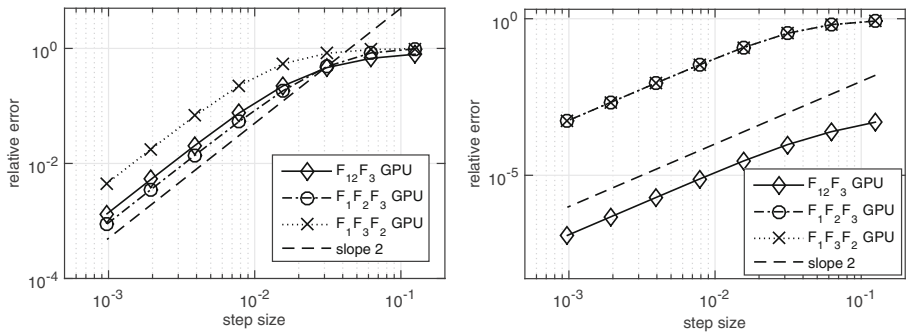 10^0
10^-2
10^-4
relative error
10^-3
10^-2
10^-1
step size
F_12F_3 GPU
F_1F_2F_3 GPU
F_1F_3F_2 GPU
slope 2
10^0
10^-5
relative error
10^-3
10^-2
10^-1
step size
F_12F_3 GPU
F_1F_2F_3 GPU
F_1F_3F_2 GPU
slope 2